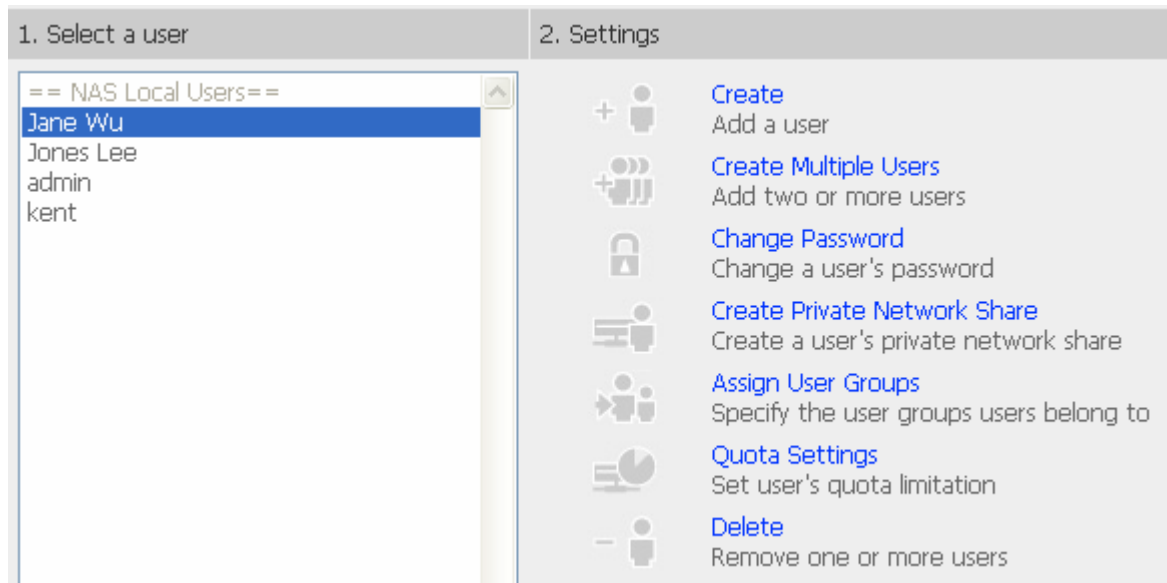 1. Select a user
2. Settings
== NAS Local Users==
Jane Wu
Jones Lee
admin
kent
Create
Add a user
Create Multiple Users
Add two or more users
Change Password
Change a user's password
Create Private Network Share
Create a user's private network share
Assign User Groups
Specify the user groups users belong to
Quota Settings
Set user's quota limitation
Delete
Remove one or more users